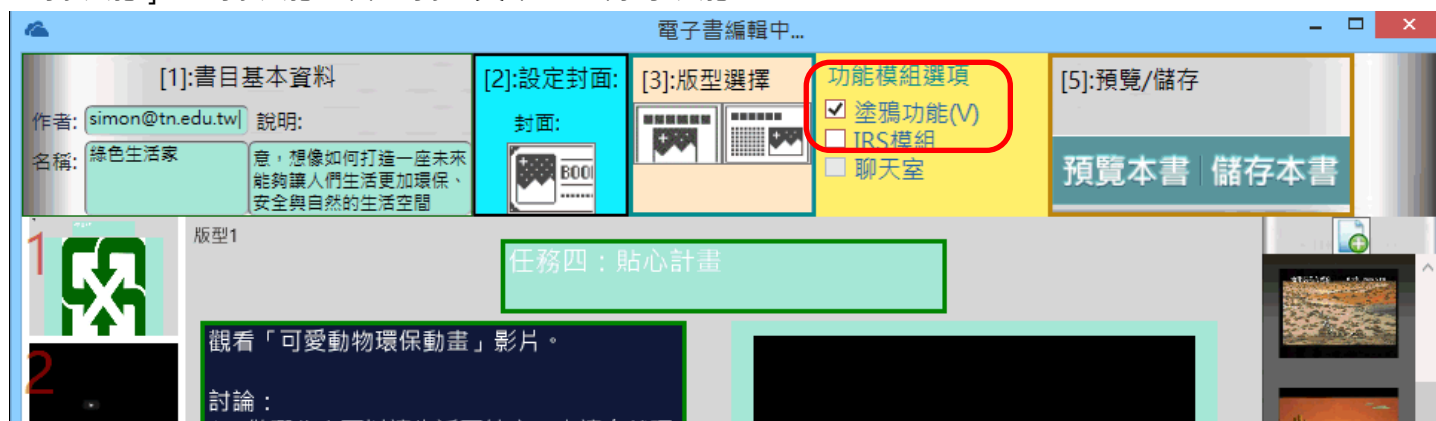 電子書編輯中...
[1]:書目基本資料
作者: simon@tn.edu.tw 說明:
名稱: 綠色生活家
意，想像如何打造一座未來
能夠讓人們生活更加環保、
安全與自然的生活空間
[2]:設定封面:
封面:
BOO
[3]:版型選擇
功能模組選項
塗鴉功能(V)
IRS模組
聊天室
[5]:預覽/儲存
預覽本書 儲存本書
1
2
版型1
任務四：貼心計畫
觀看「可愛動物環保動畫」影片。
討論：